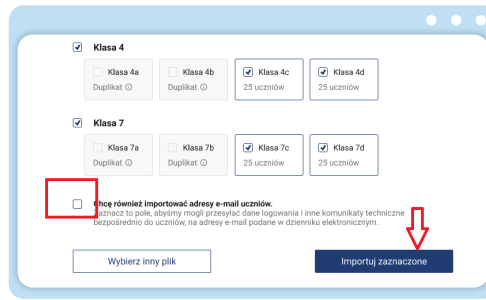 Klasa 4
Klasa 4a Klasa 4b Klasa 4c Klasa 4d
Duplikat Duplikat 25 uczniów 25 uczniów
Klasa 7
Klasa 7a Klasa 7b Klasa 7c Klasa 7d
Duplikat Duplikat 25 uczniów 25 uczniów
Chcę również importować adresy e-mail uczniów.
Zaznacz to pole, abyśmy mogli przesyłać dane logowania i inne komunikaty techniczne
bezpośrednio do uczniów, na adresy e-mail podane w dzienniku elektronicznym.
Wybierz inny plik Importuj zaznaczone